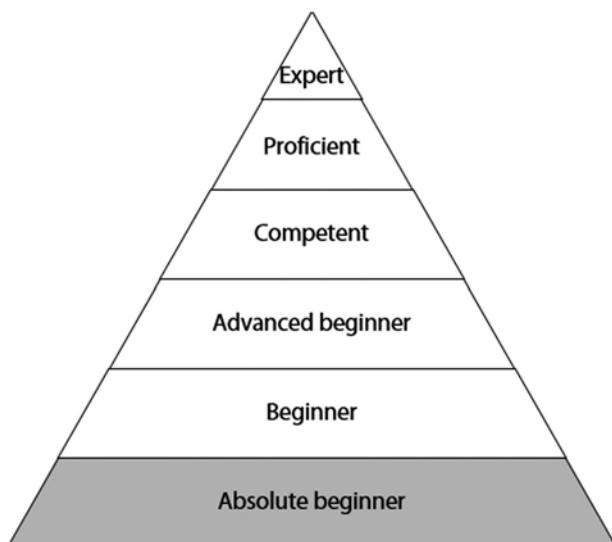 Expert
Proficient
Competent
Advanced beginner
Beginner
Absolute beginner